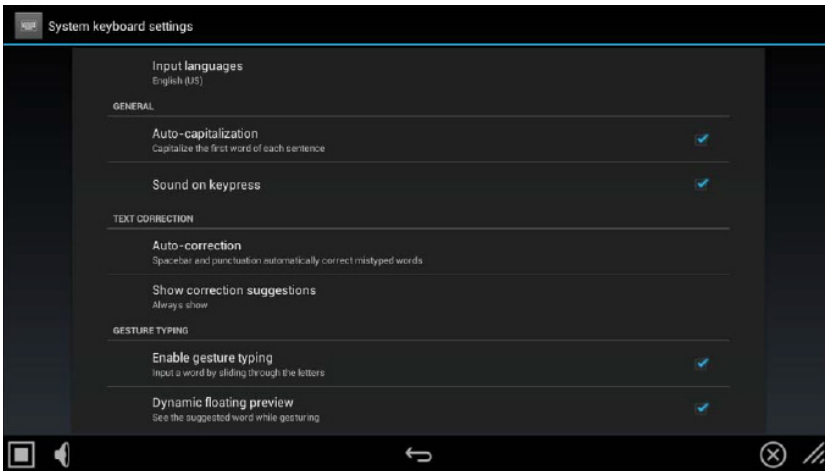 System keyboard settings
Input languages
English (US)
GENERAL
Auto-capitalization
Capitalize the first word of each sentence
Sound on keypress
TEXT CORRECTION
Auto-correction
Spacebar and punctuation automatically correct mistyped words
Show correction suggestions
Always show
GESTURE TYPING
Enable gesture typing
Input a word by sliding through the letters
Dynamic floating preview
See the suggested word while gesturing